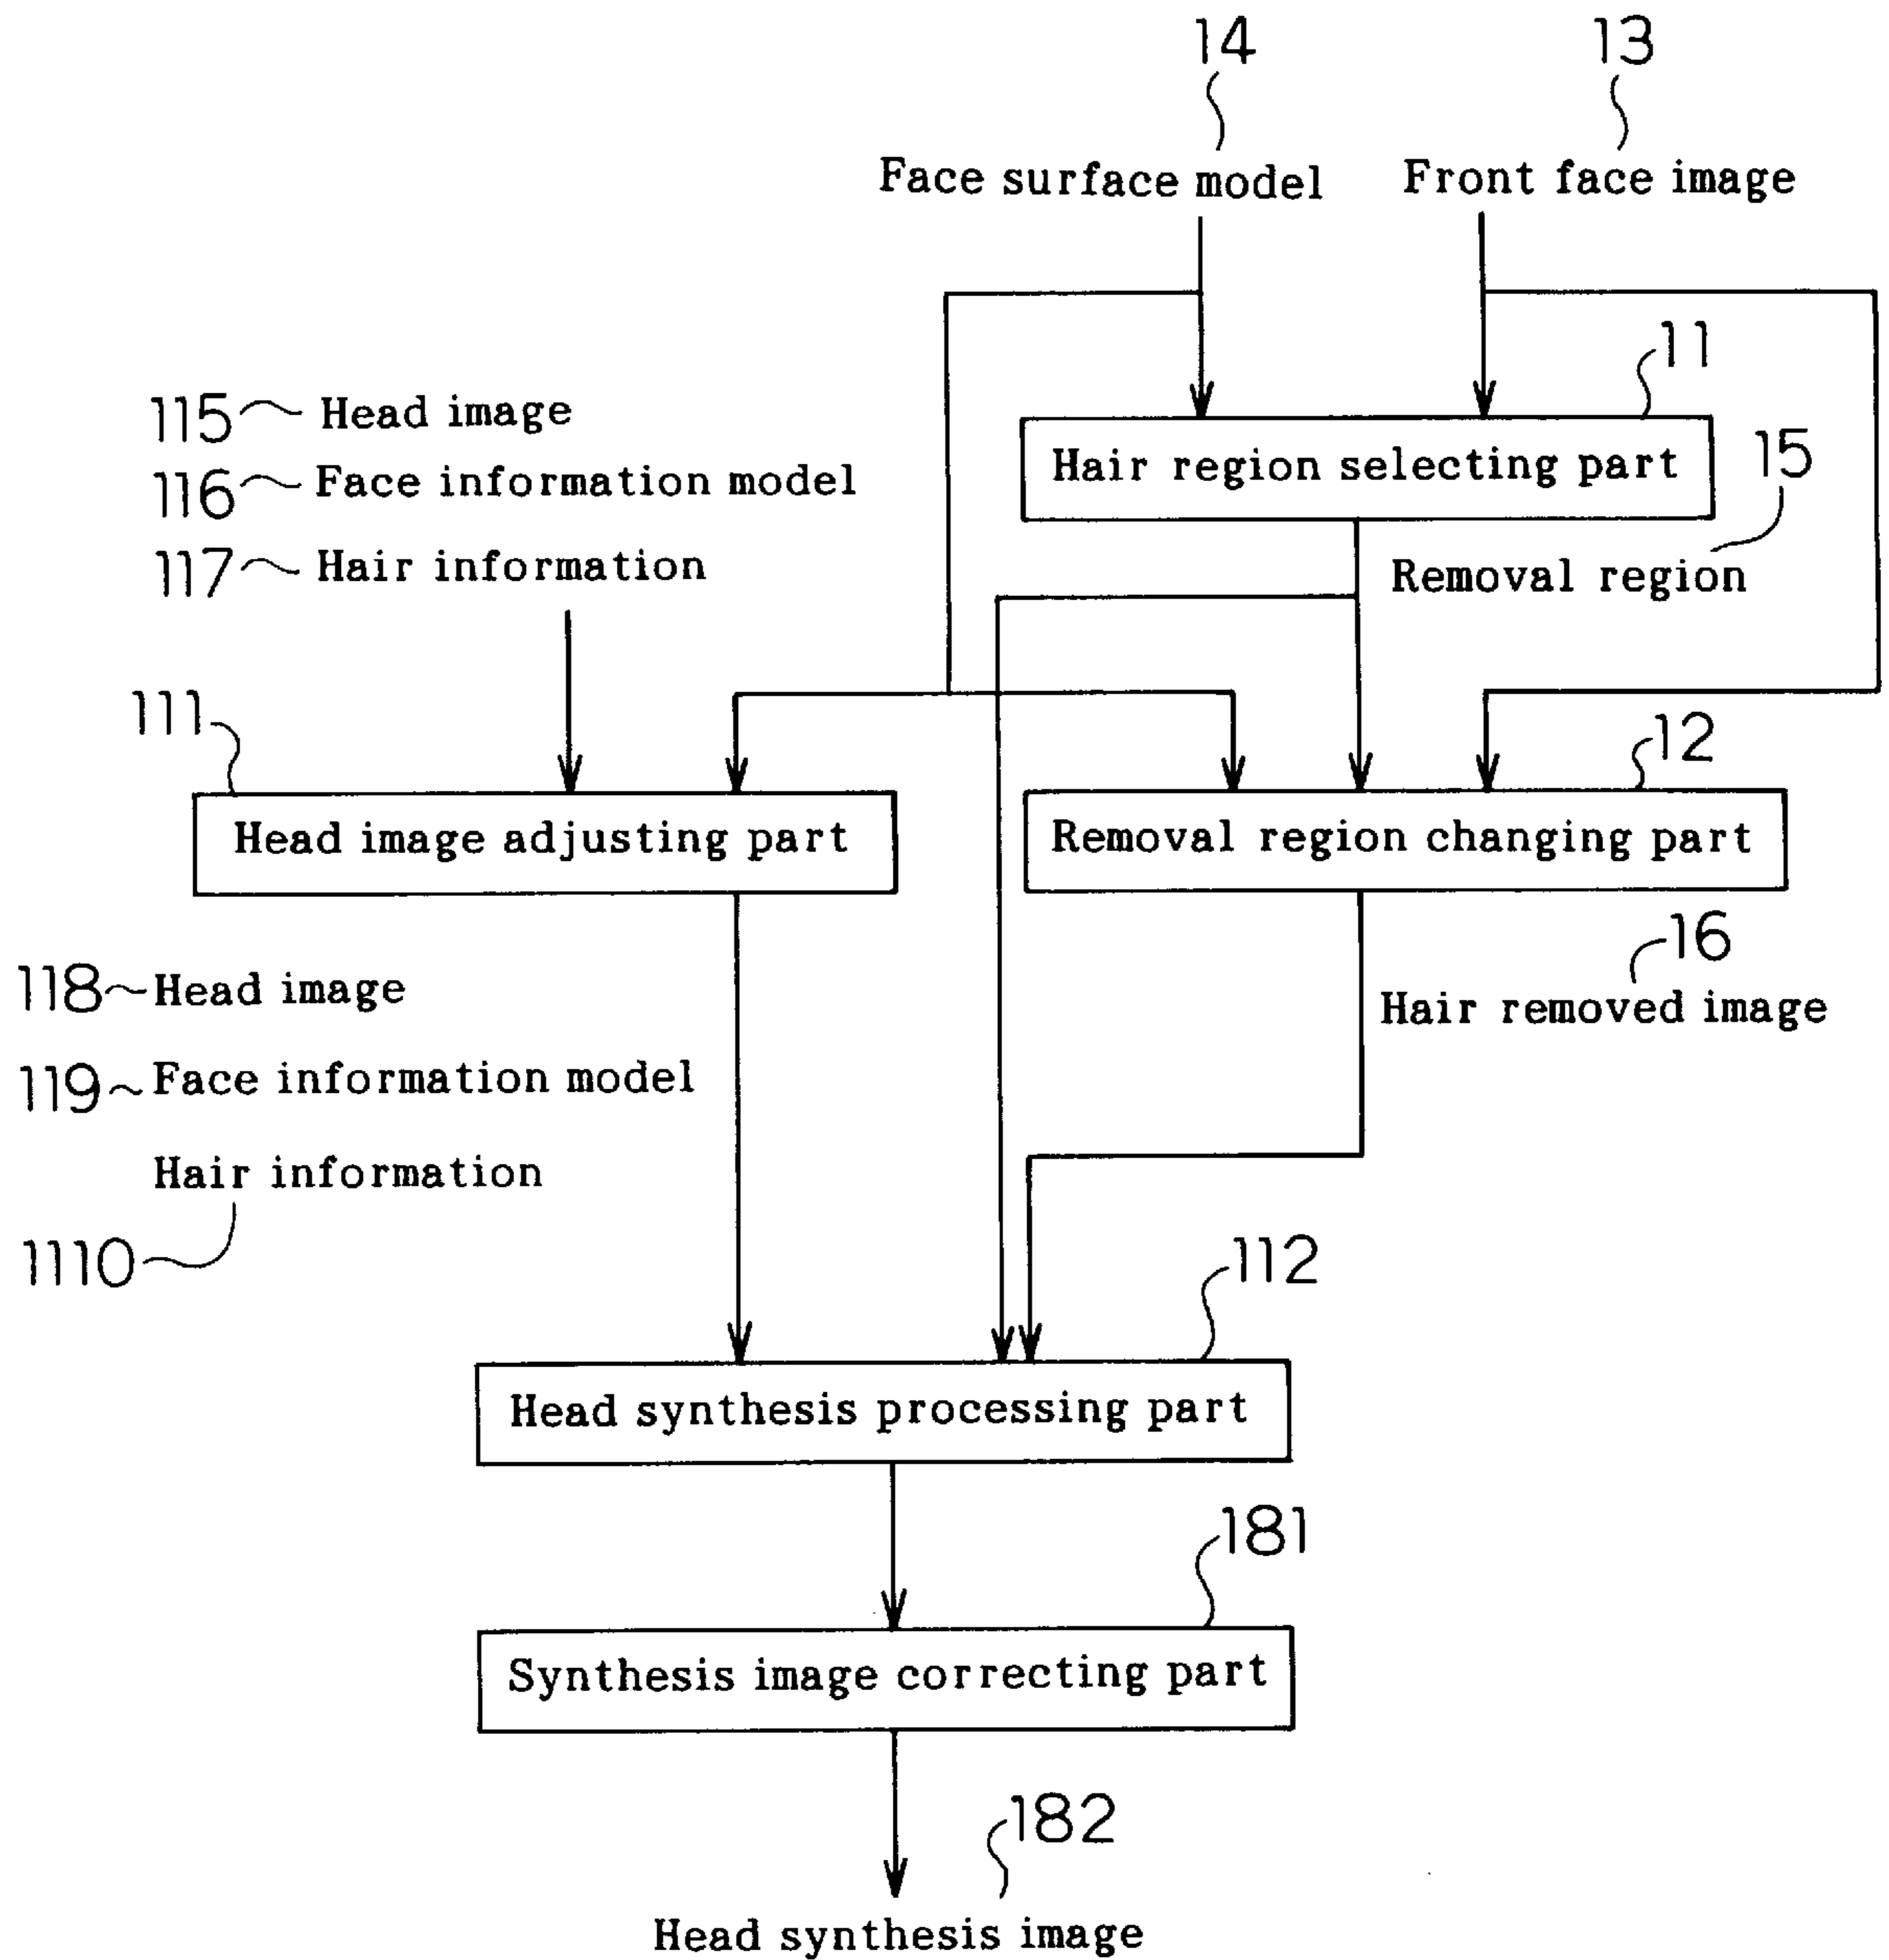 14
13
Face surface model
Front face image
11
115 Head image
Hair region selecting part
15
116 Face information model
117 Hair information
Removal region
111
12
Head image adjusting part
Removal region changing part
16
118 Head image
Hair removed image
119 Face information model
Hair information
1110
112
Head synthesis processing part
181
Synthesis image correcting part
182
Head synthesis image